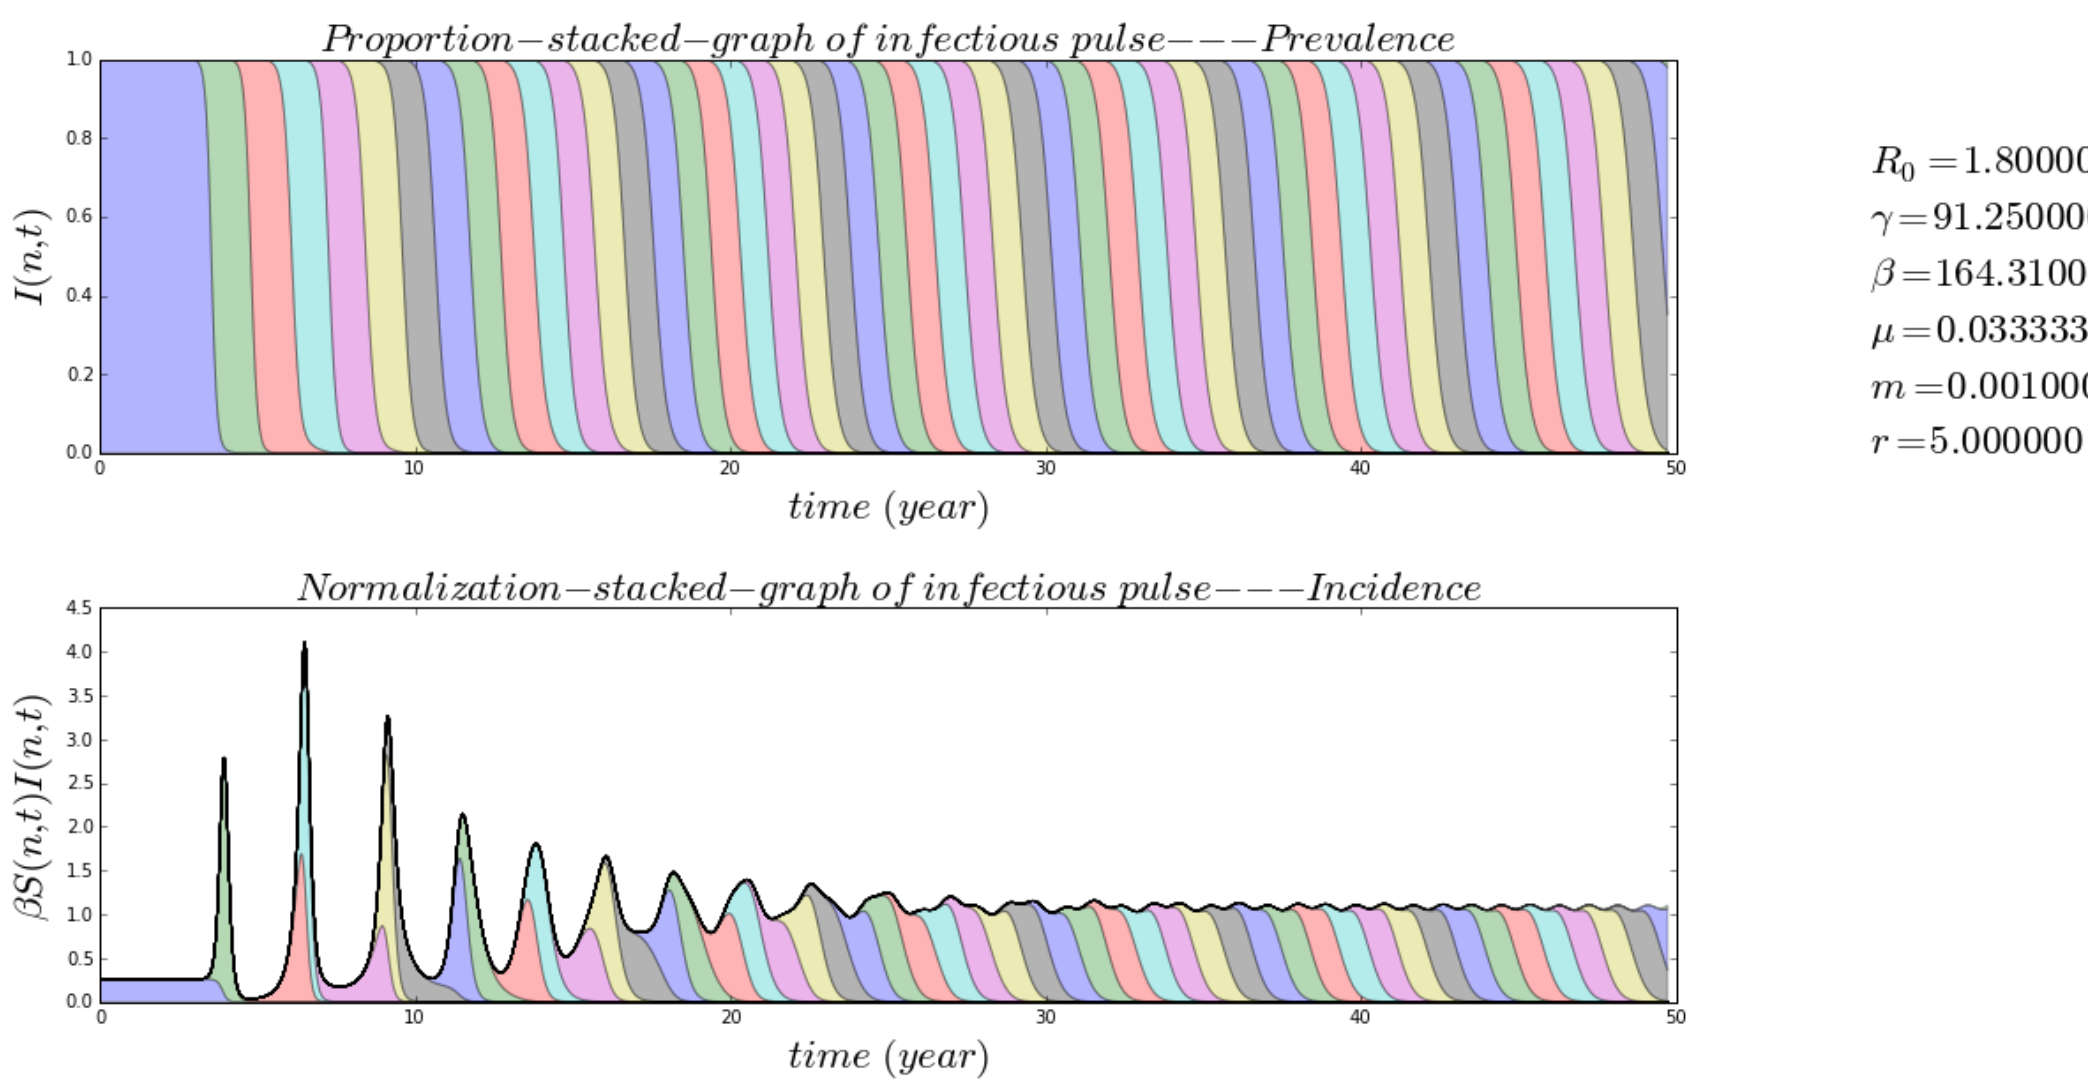 Proportion−stacked−graph of infectious pulse−−−Prevalence
1.0
0.8
0.6
0.4
0.2
0.0
I(n,t)
0 10 20 30 40 50
time (year)
R₀ = 1.80000
γ = 91.25000
β = 164.3100
μ = 0.033333
m = 0.001000
r = 5.000000
Normalization−stacked−graph of infectious pulse−−−Incidence
4.5
4.0
3.5
3.0
2.5
2.0
1.5
1.0
0.5
0.0
βS(n,t)I(n,t)
0 10 20 30 40 50
time (year)